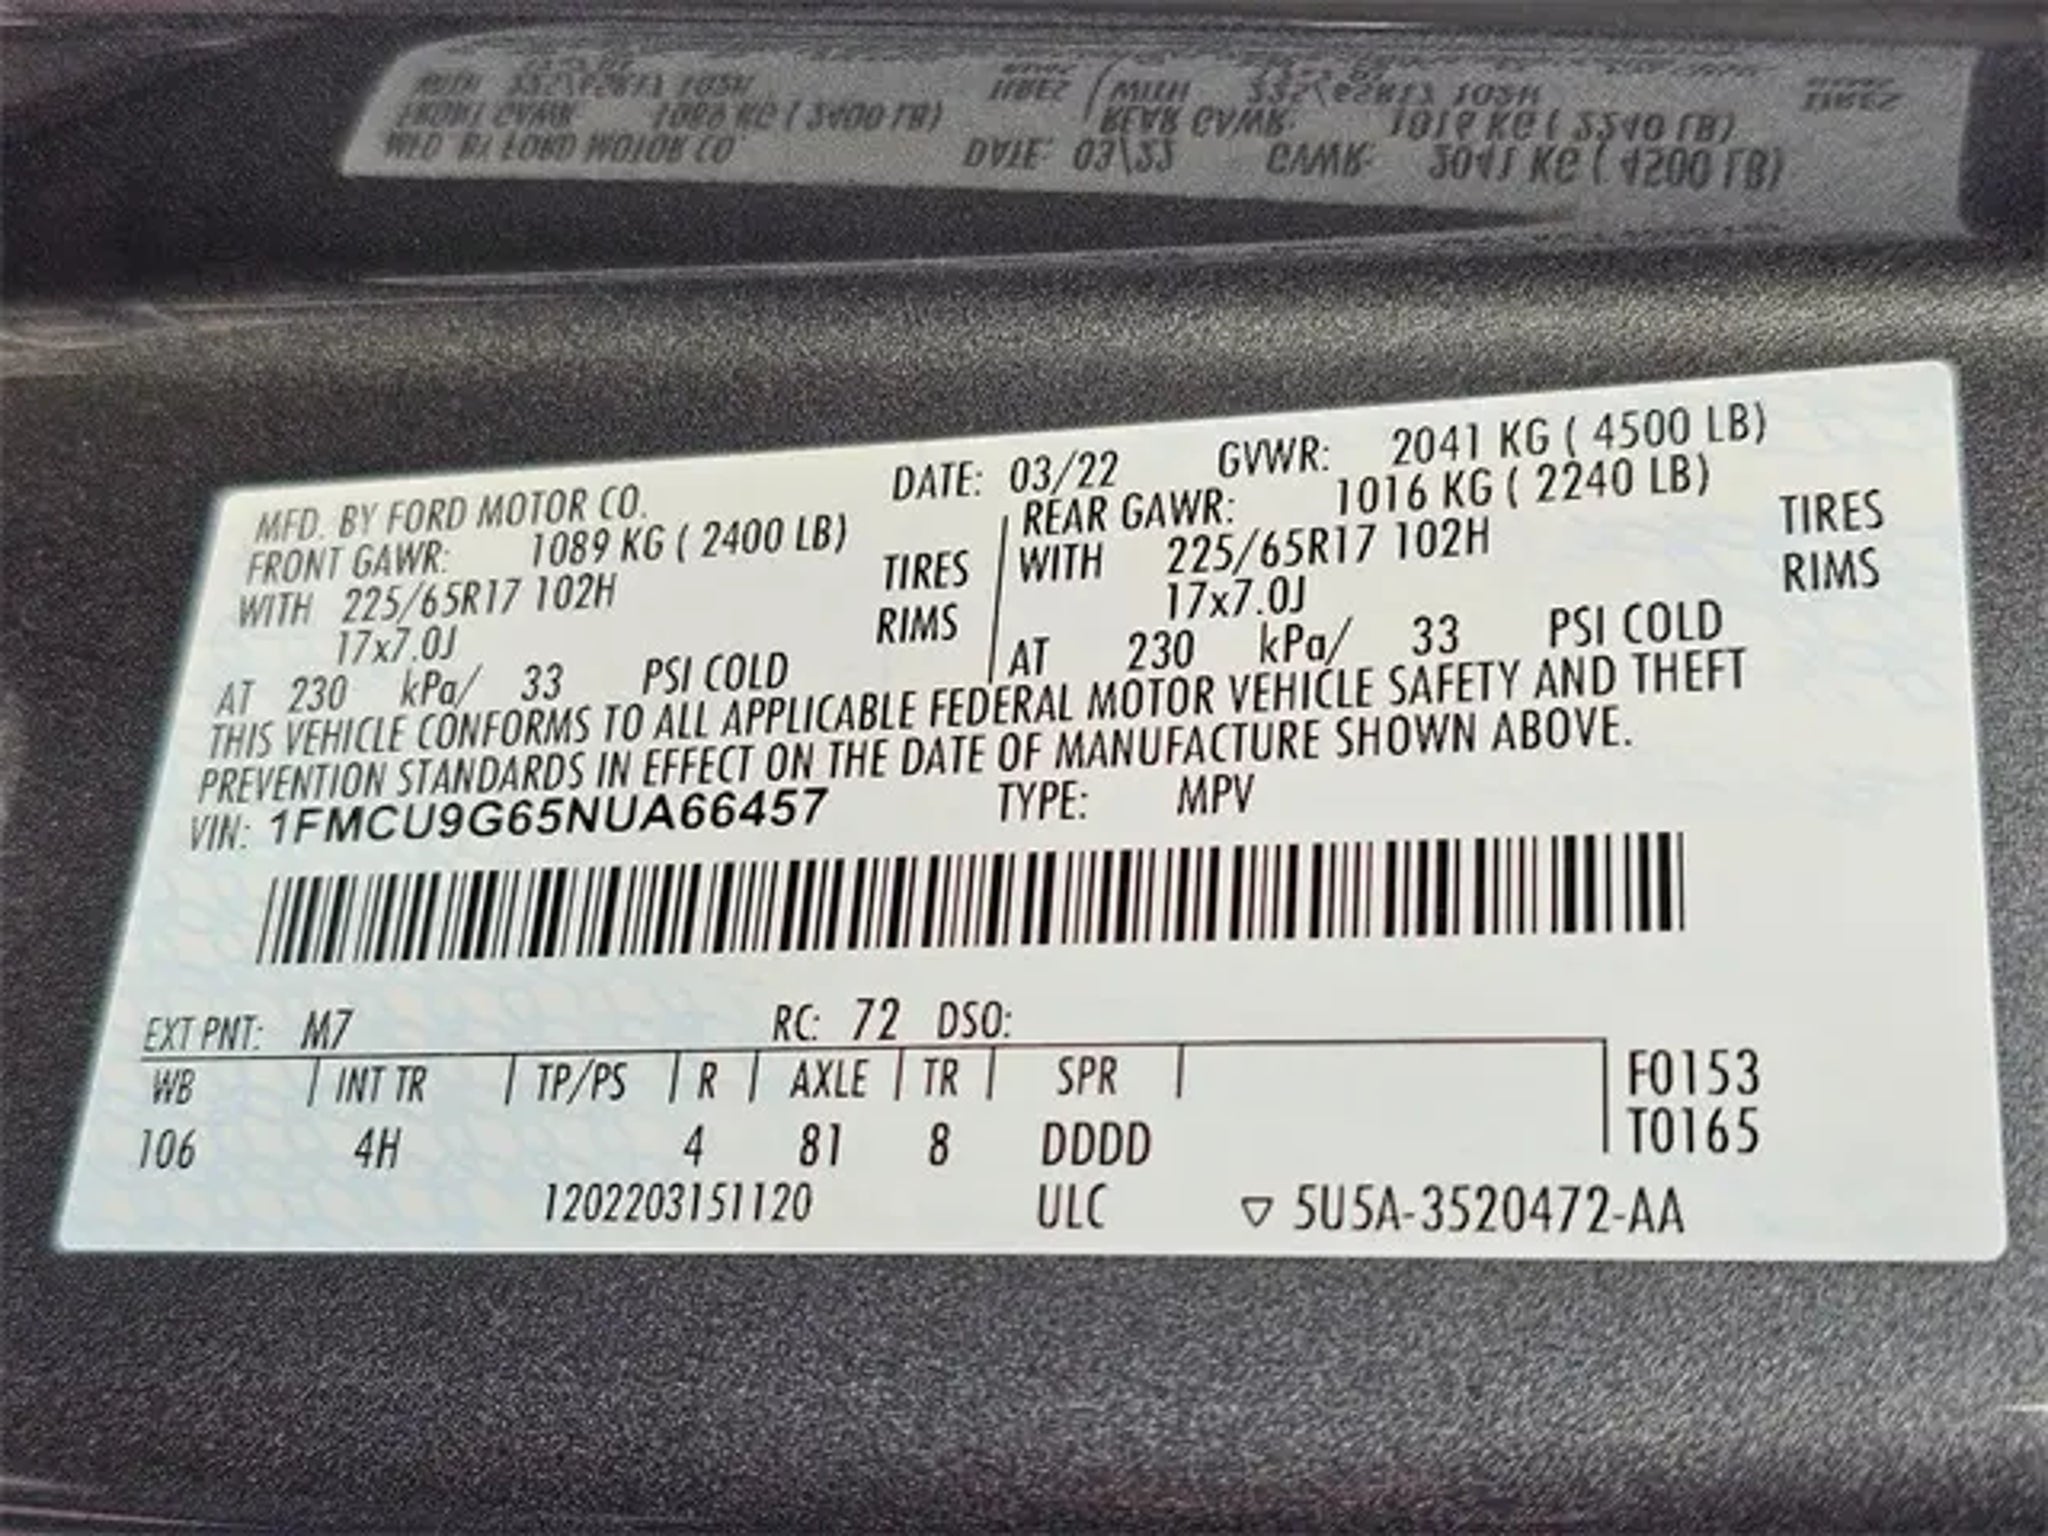 MFD. BY FORD MOTOR CO. DATE: 03/22 GVWR: 2041 KG ( 4500 LB)
FRONT GAWR: 1089 KG ( 2400 LB) REAR GAWR: 1016 KG ( 2240 LB)
WITH 225/65R17 102H TIRES WITH 225/65R17 102H TIRES
17x7.0J RIMS 17x7.0J RIMS
AT 230 kPa/ 33 PSI COLD AT 230 kPa/ 33 PSI COLD
THIS VEHICLE CONFORMS TO ALL APPLICABLE FEDERAL MOTOR VEHICLE SAFETY AND THEFT
PREVENTION STANDARDS IN EFFECT ON THE DATE OF MANUFACTURE SHOWN ABOVE.
VIN: 1FMCU9G65NUA66457 TYPE: MPV
EXT PNT: M7 RC: 72 DSO:
WB INT TR TP/PS R AXLE TR SPR F0153
106 4H 4 81 8 DDDD T0165
1202203151120 ULC ▽ 5U5A-3520472-AA